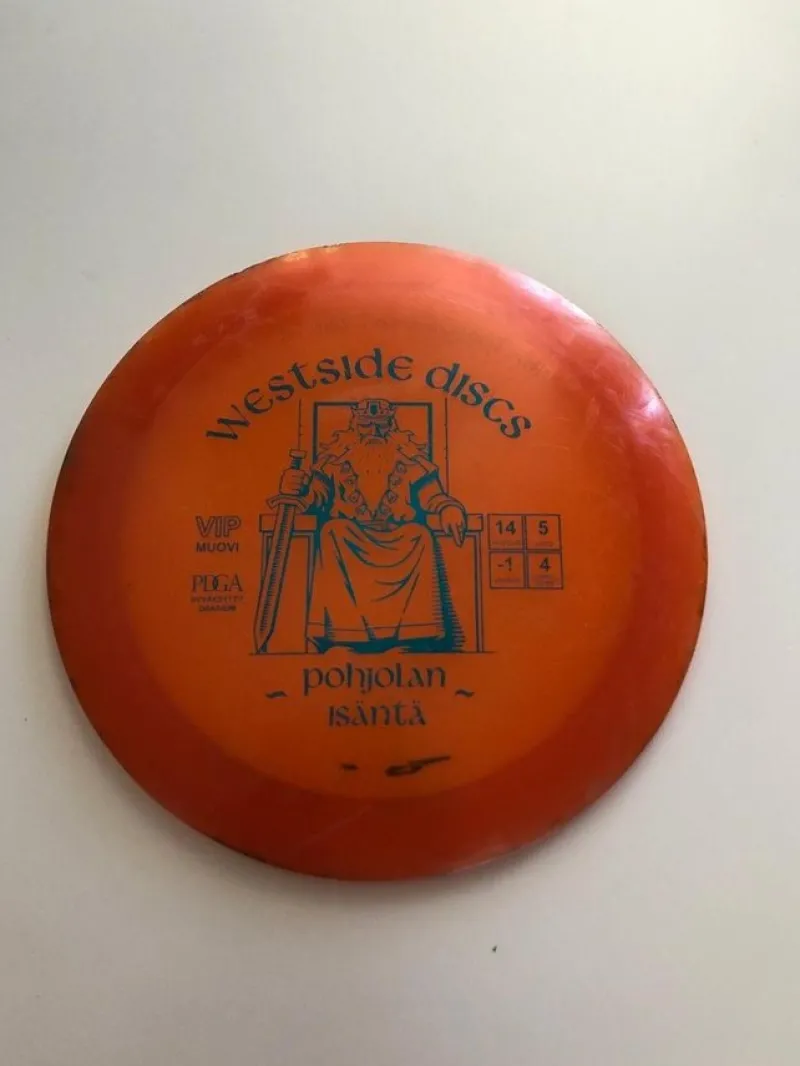 Westside discs
VIP
MUOVI
PDGA
14 5
-1 4
~ pohjolan ~
isäntä